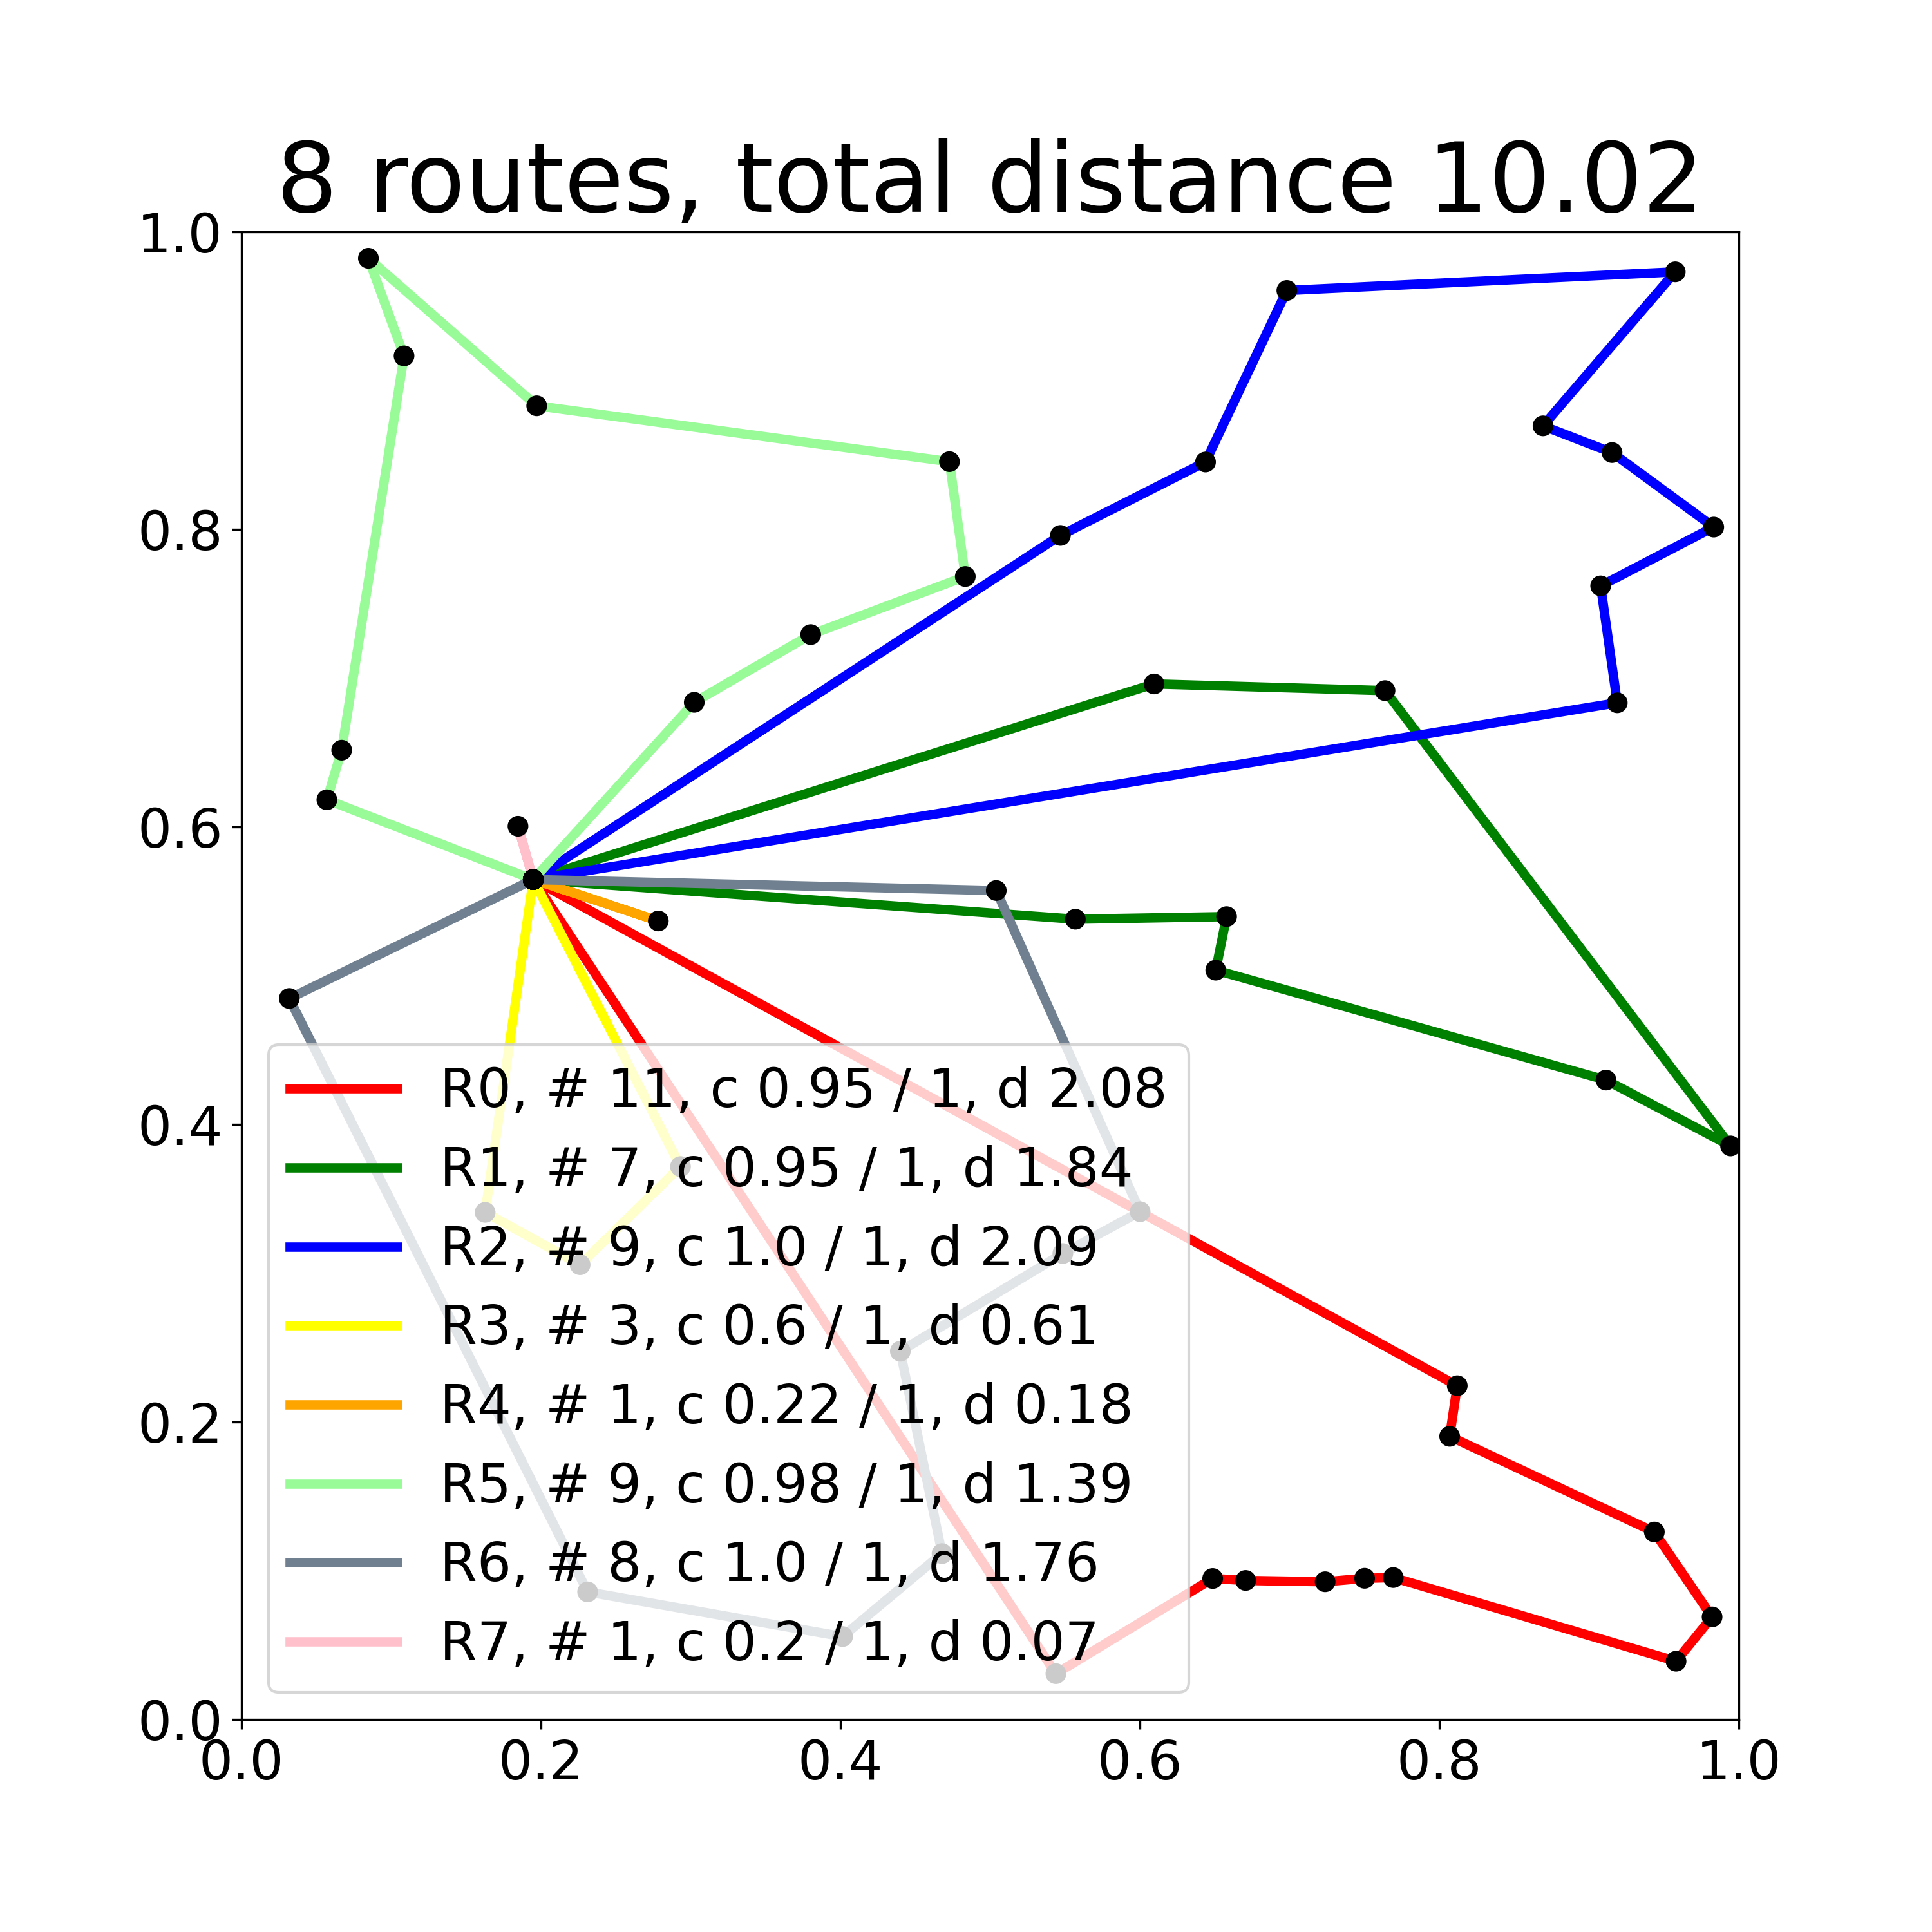 8 routes, total distance 10.02
1.0
0.8
0.6
0.4
0.2
0.0
R0, # 11, c 0.95 / 1, d 2.08
R1, # 7, c 0.95 / 1, d 1.84
R2, # 9, c 1.0 / 1, d 2.09
R3, # 3, c 0.6 / 1, d 0.61
R4, # 1, c 0.22 / 1, d 0.18
R5, # 9, c 0.98 / 1, d 1.39
R6, # 8, c 1.0 / 1, d 1.76
R7, # 1, c 0.2 / 1, d 0.07
0.0 0.2 0.4 0.6 0.8 1.0